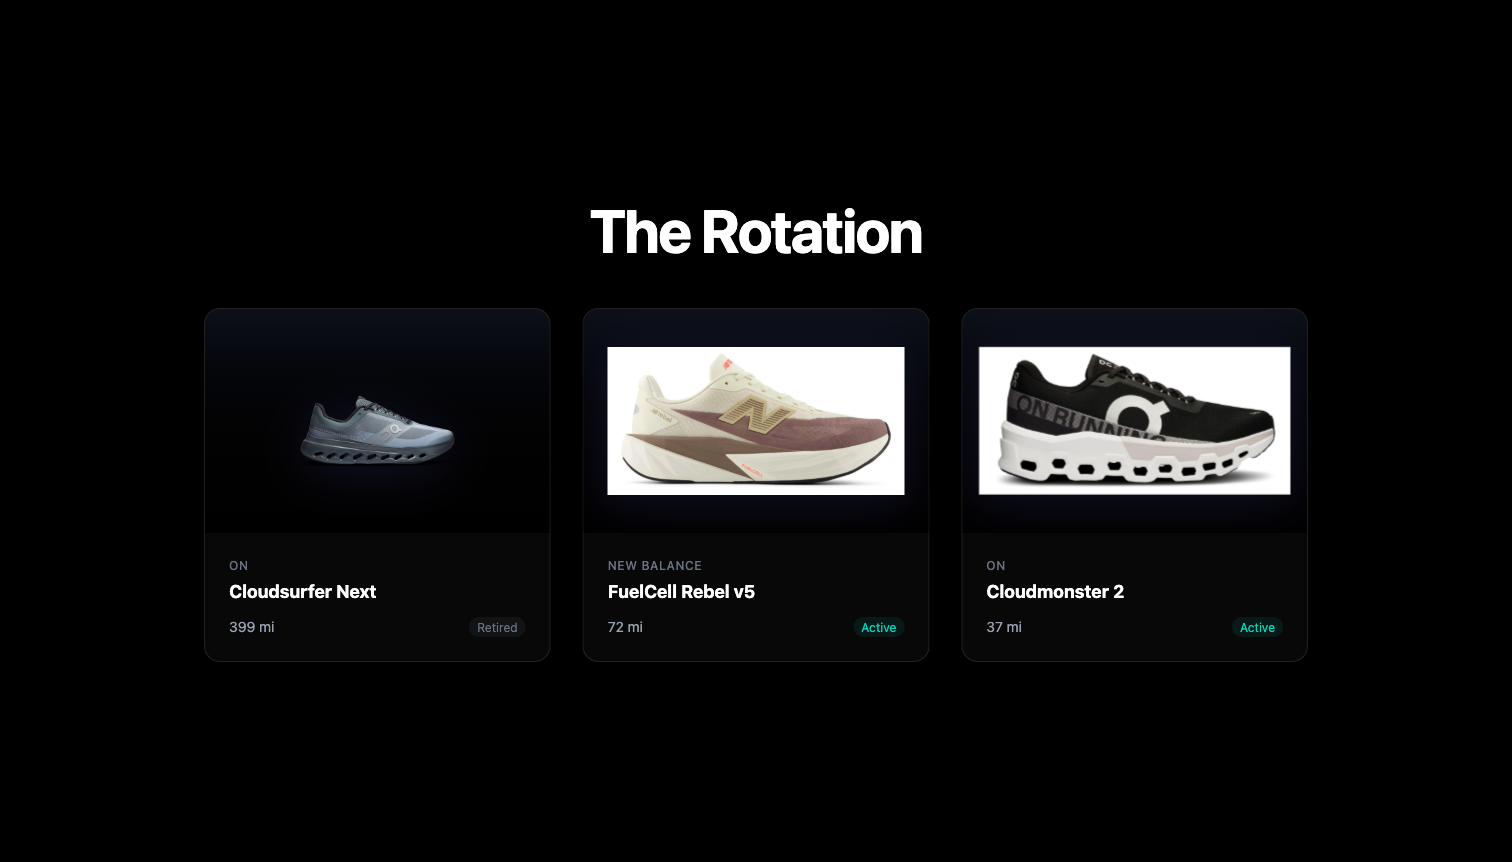 The Rotation
ON
Cloudsurfer Next
399 mi
Retired
NEW BALANCE
FuelCell Rebel v5
72 mi
Active
ON RUNNING
ON
Cloudmonster 2
37 mi
Active